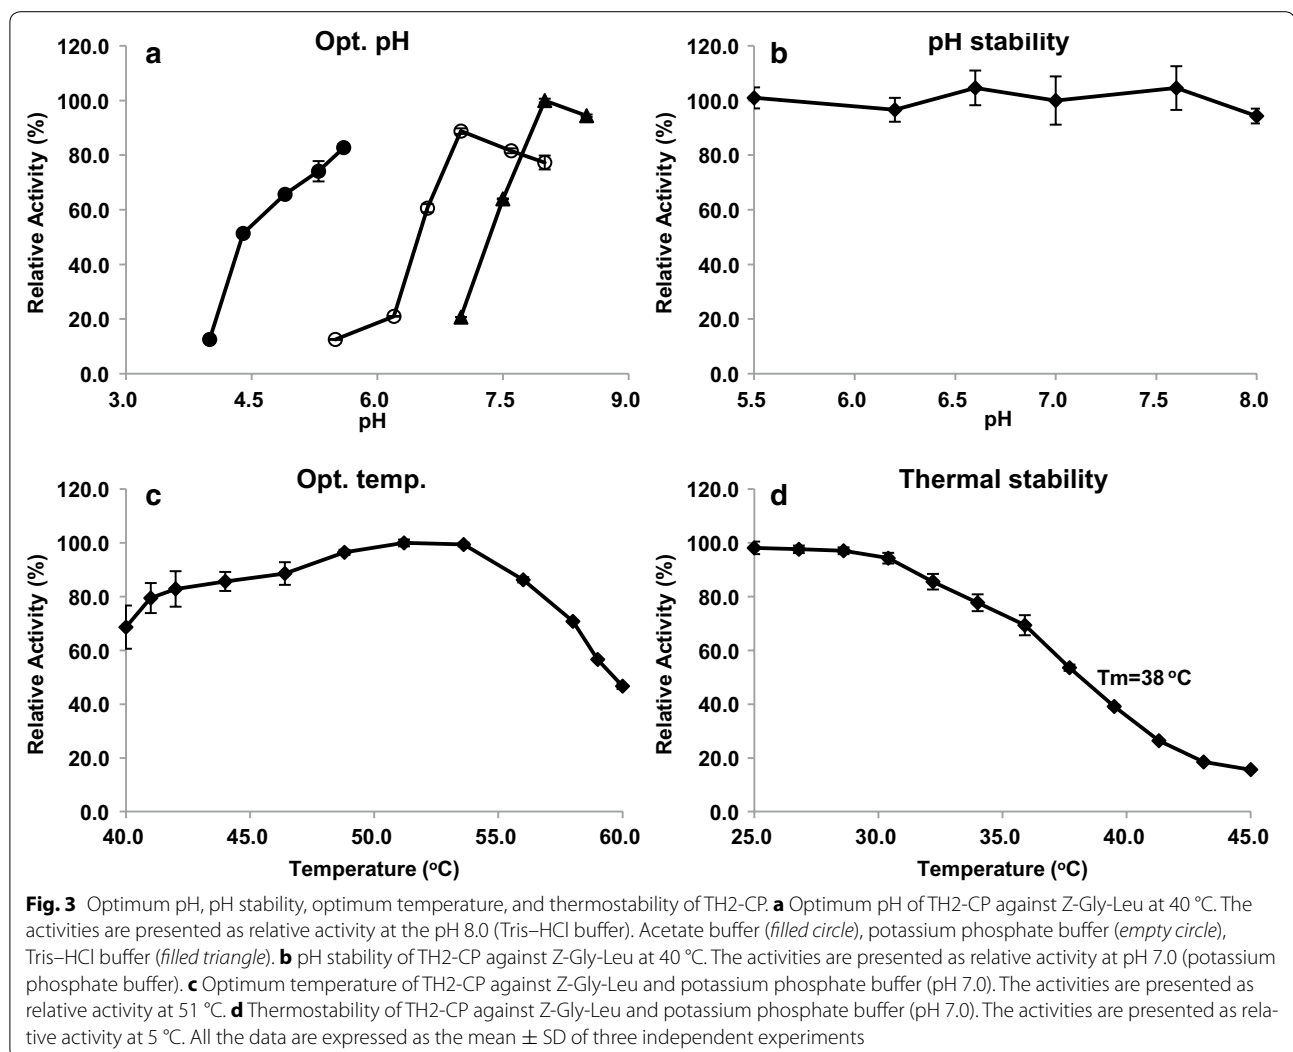 a
Opt. pH
120.0
100.0
80.0
60.0
40.0
20.0
0.0
Relative Activity (%)
3.0 4.5 6.0 7.5 9.0
pH
b
pH stability
120.0
100.0
80.0
60.0
40.0
20.0
0.0
Relative Activity (%)
5.5 6.0 6.5 7.0 7.5 8.0
pH
c
Opt. temp.
120.0
100.0
80.0
60.0
40.0
20.0
0.0
Relative Activity (%)
40.0 45.0 50.0 55.0 60.0
Temperature (°C)
d
Thermal stability
120.0
100.0
80.0
60.0
40.0
20.0
0.0
Relative Activity (%)
Tm=38 °C
25.0 30.0 35.0 40.0 45.0
Temperature (°C)
Fig. 3 Optimum pH, pH stability, optimum temperature, and thermostability of TH2-CP. a Optimum pH of TH2-CP against Z-Gly-Leu at 40 °C. The
activities are presented as relative activity at the pH 8.0 (Tris–HCl buffer). Acetate buffer (filled circle), potassium phosphate buffer (empty circle),
Tris–HCl buffer (filled triangle). b pH stability of TH2-CP against Z-Gly-Leu at 40 °C. The activities are presented as relative activity at pH 7.0 (potassium
phosphate buffer). c Optimum temperature of TH2-CP against Z-Gly-Leu and potassium phosphate buffer (pH 7.0). The activities are presented as
relative activity at 51 °C. d Thermostability of TH2-CP against Z-Gly-Leu and potassium phosphate buffer (pH 7.0). The activities are presented as rela-
tive activity at 5 °C. All the data are expressed as the mean ± SD of three independent experiments